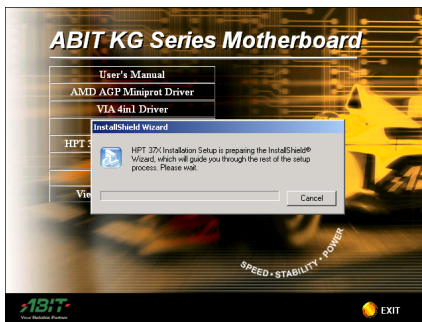 ABIT KG Series Motherboard
User's Manual
AMD AGP Miniprot Driver
VIA 4in1 Driver
InstallShield Wizard
HPT 3
HPT 37X Installation Setup is preparing the InstallShield®
Wizard, which will guide you through the rest of the setup
process. Please wait.
Vie
Cancel
SPEED • STABILITY • POWER
ABIT
Your Reliable Partner
EXIT